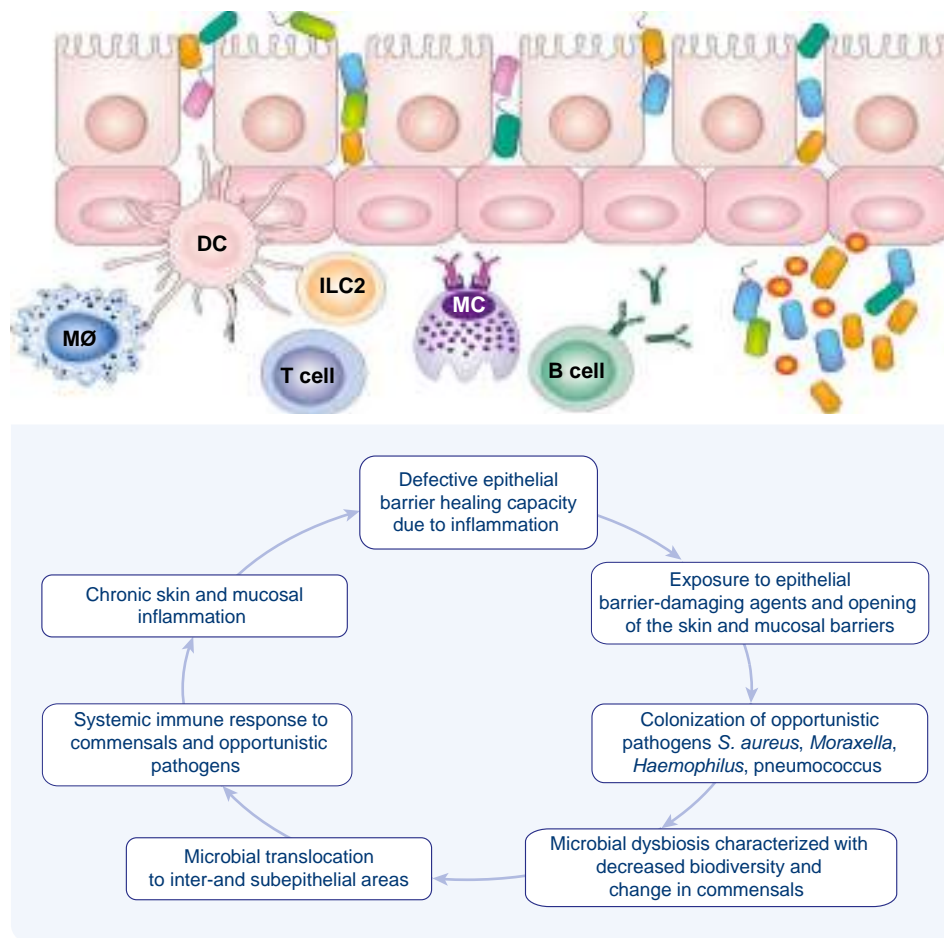 DC
ILC2
MC
MØ
T cell
B cell
Defective epithelial
barrier healing capacity
due to inflammation
Exposure to epithelial
barrier-damaging agents and opening
of the skin and mucosal barriers
Colonization of opportunistic
pathogens S. aureus, Moraxella,
Haemophilus, pneumococcus
Microbial dysbiosis characterized with
decreased biodiversity and
change in commensals
Microbial translocation
to inter-and subepithelial areas
Systemic immune response to
commensals and opportunistic
pathogens
Chronic skin and mucosal
inflammation